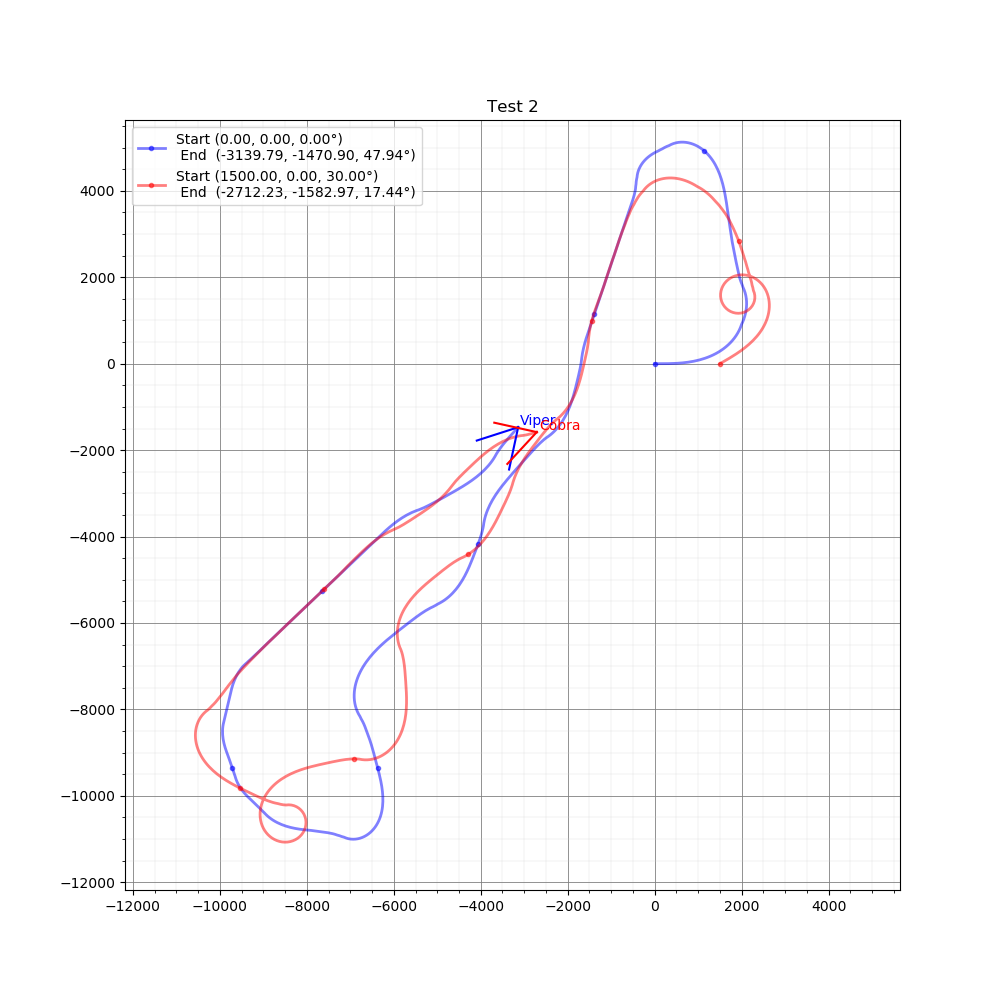 Test 2
Start (0.00, 0.00, 0.00°)
End  (-3139.79, -1470.90, 47.94°)
Start (1500.00, 0.00, 30.00°)
End  (-2712.23, -1582.97, 17.44°)
4000
2000
0
−2000
−4000
−6000
−8000
−10000
−12000
Viper
Cobra
−12000 −10000 −8000 −6000 −4000 −2000 0 2000 4000